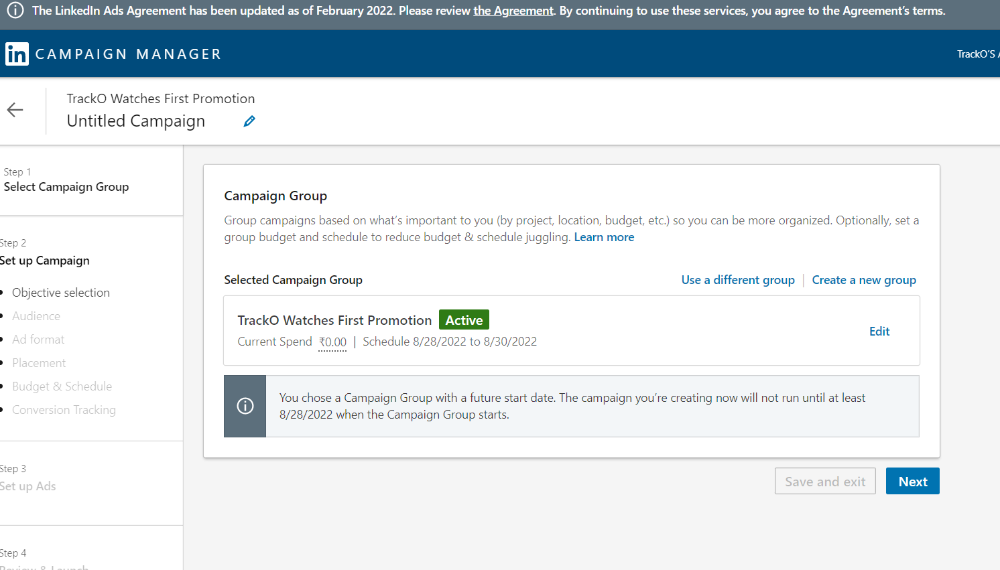 The LinkedIn Ads Agreement has been updated as of February 2022. Please review the Agreement. By continuing to use these services, you agree to the Agreement's terms.
in CAMPAIGN MANAGER
TrackO'S
TrackO Watches First Promotion
Untitled Campaign
Step 1
Select Campaign Group
Step 2
Set up Campaign
Objective selection
Audience
Ad format
Placement
Budget & Schedule
Conversion Tracking
Step 3
Set up Ads
Step 4
Review & Launch
Campaign Group
Group campaigns based on what's important to you (by project, location, budget, etc.) so you can be more organized. Optionally, set a
group budget and schedule to reduce budget & schedule juggling. Learn more
Selected Campaign Group
Use a different group | Create a new group
TrackO Watches First Promotion Active
Current Spend ₹0.00 | Schedule 8/28/2022 to 8/30/2022
Edit
You chose a Campaign Group with a future start date. The campaign you're creating now will not run until at least
8/28/2022 when the Campaign Group starts.
Save and exit
Next